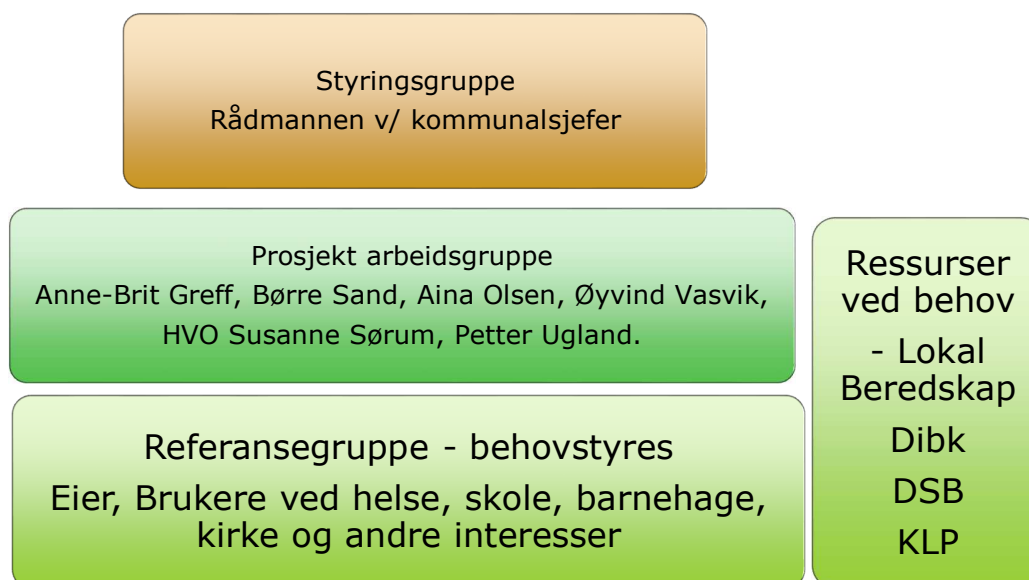 Styringsgruppe
Rådmannen v/ kommunalsjefer
Prosjekt arbeidsgruppe
Anne-Brit Greff, Børre Sand, Aina Olsen, Øyvind Vasvik,
HVO Susanne Sørum, Petter Ugland.
Referansegruppe - behovstyres
Eier, Brukere ved helse, skole, barnehage,
kirke og andre interesser
Ressurser
ved behov
- Lokal
Beredskap
Dibk
DSB
KLP